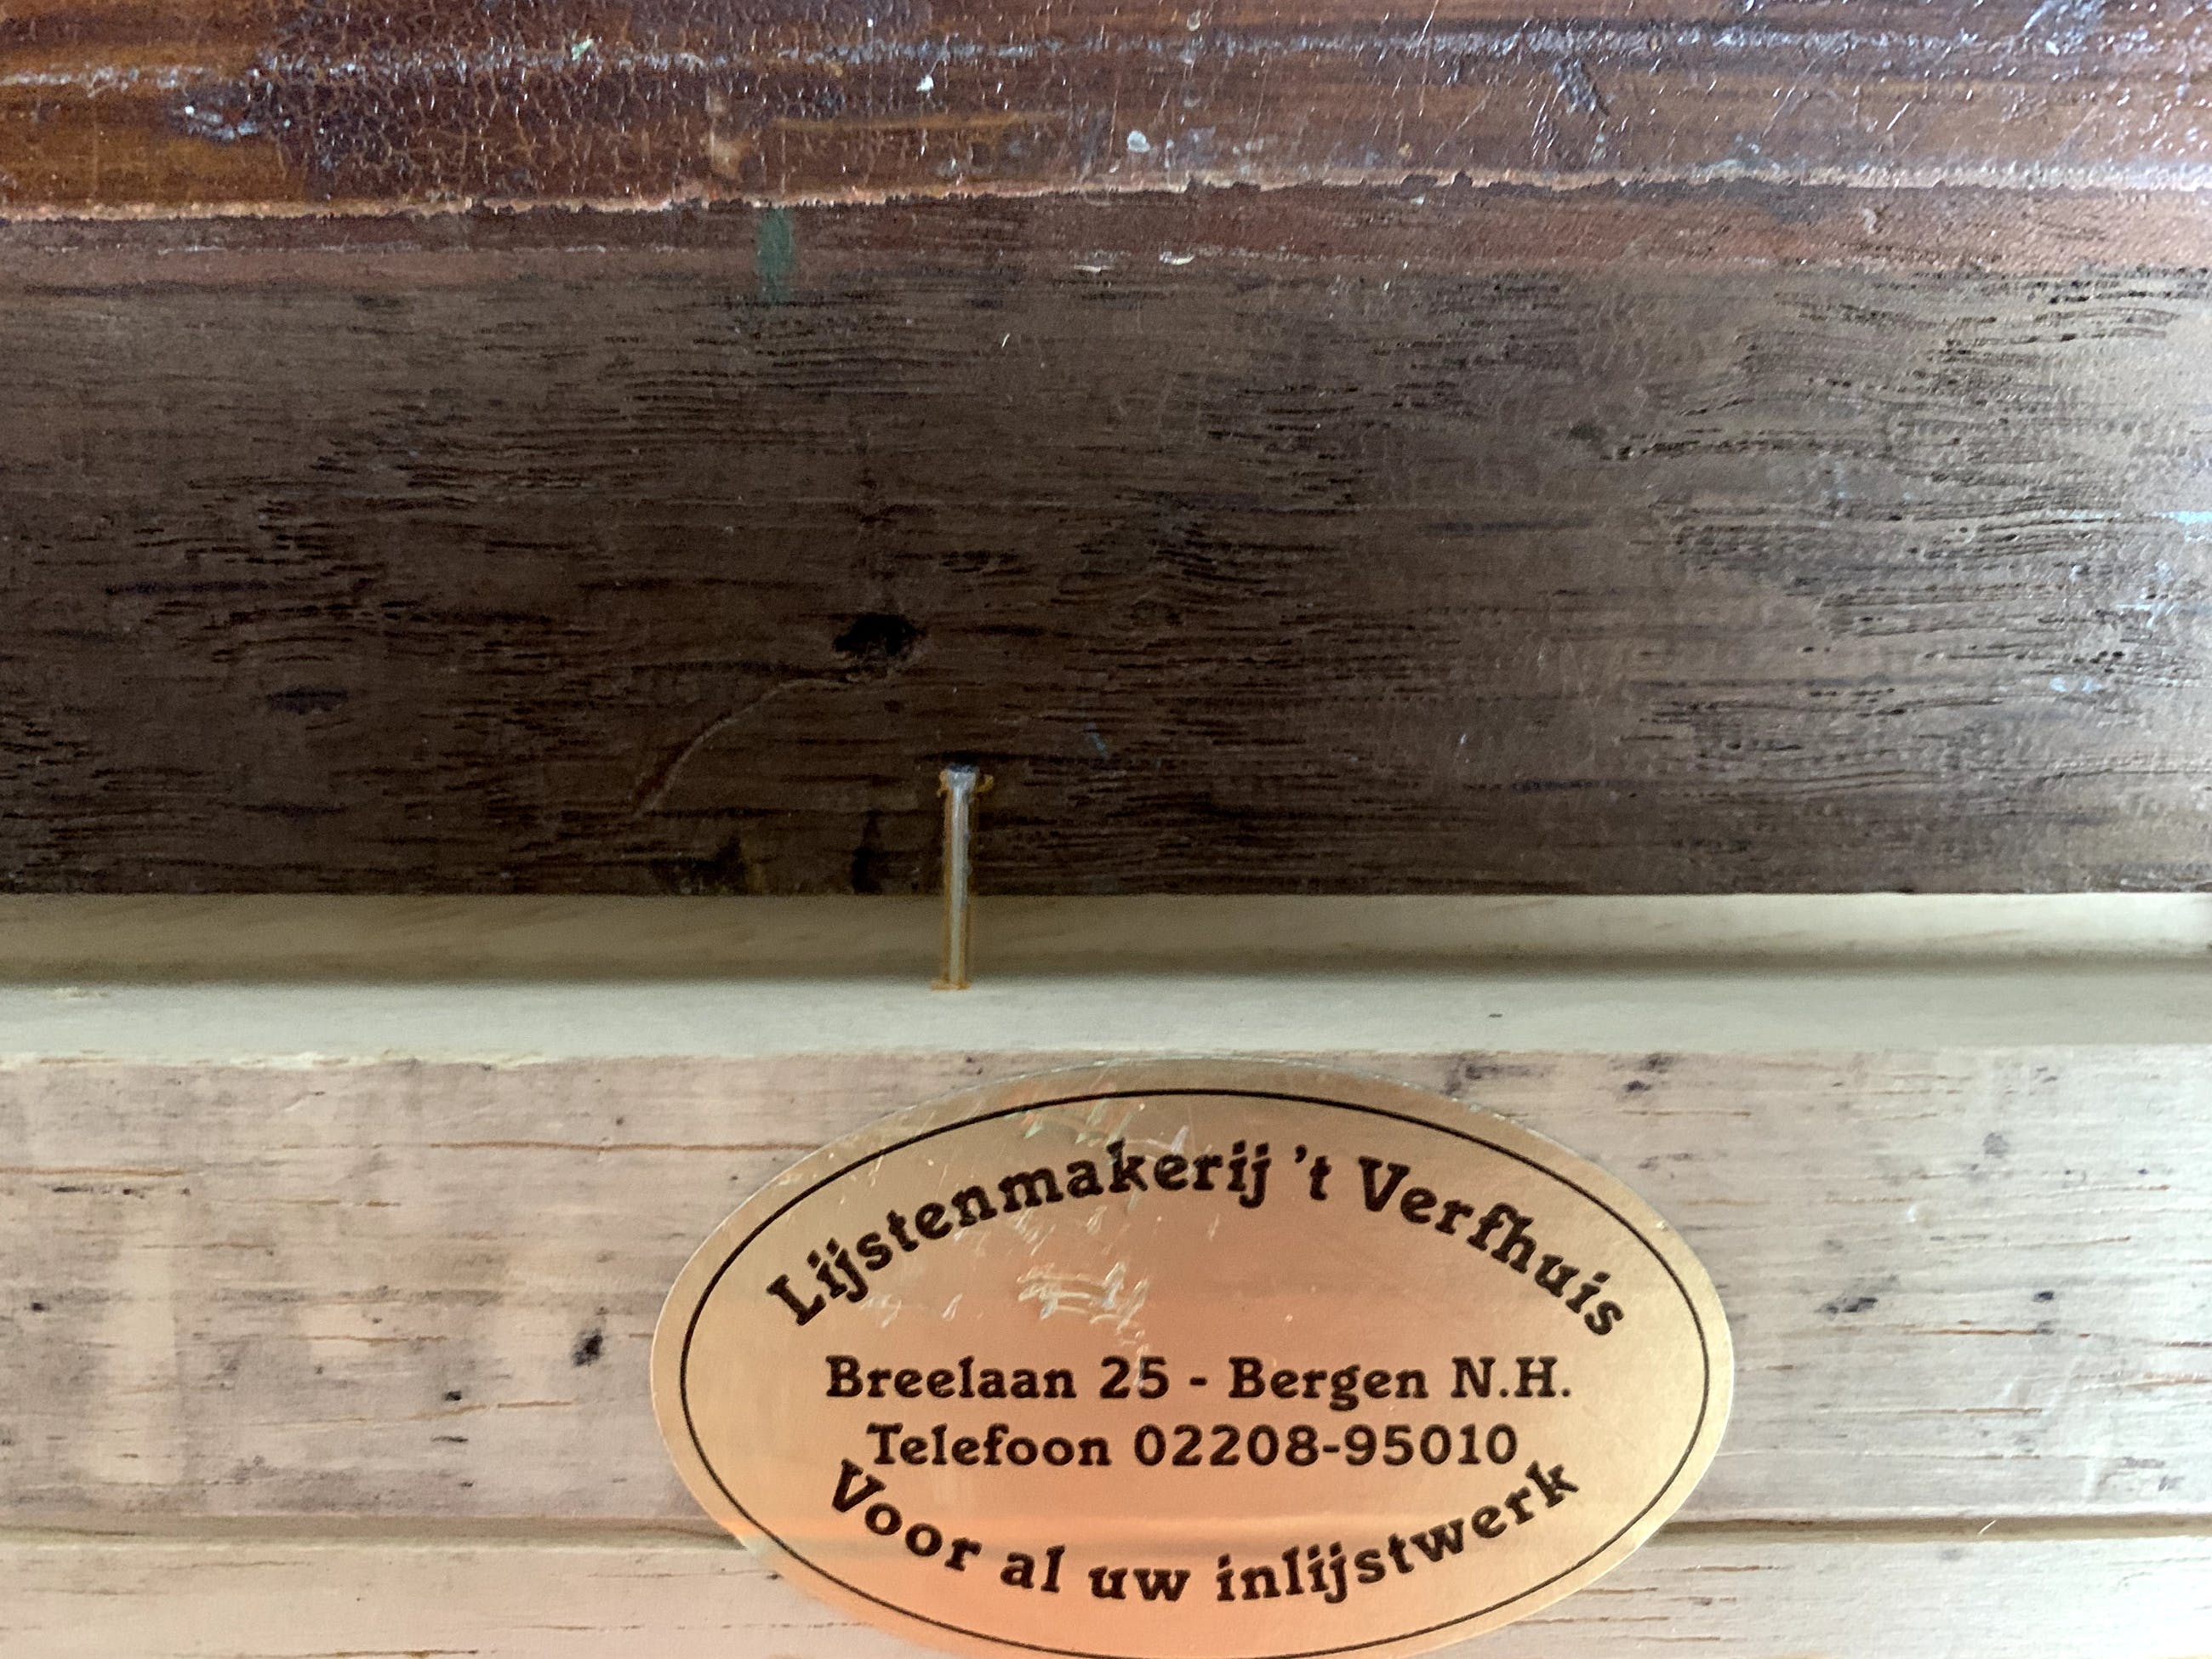 Lijstenmakerij 't Verfhuis
Breelaan 25 - Bergen N.H.
Telefoon 02208-95010
Voor al uw inlijstwerk